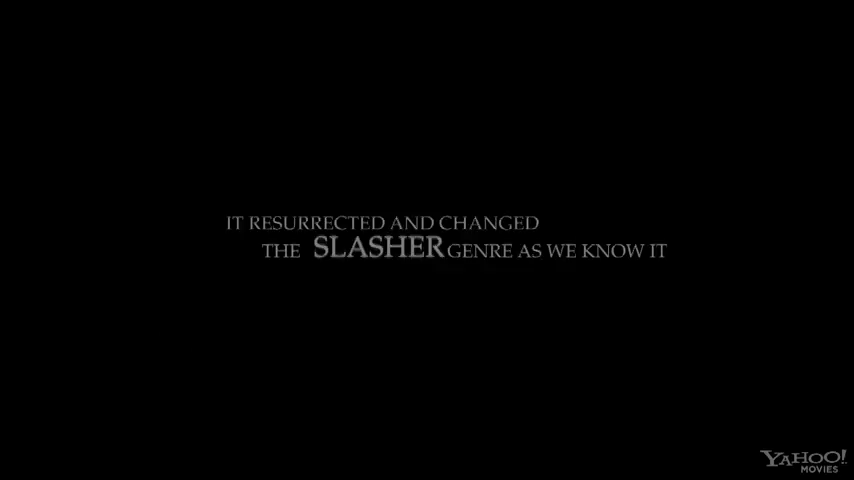 IT RESURRECTED AND CHANGED
THE SLASHER GENRE AS WE KNOW IT
YAHOO!
MOVIES